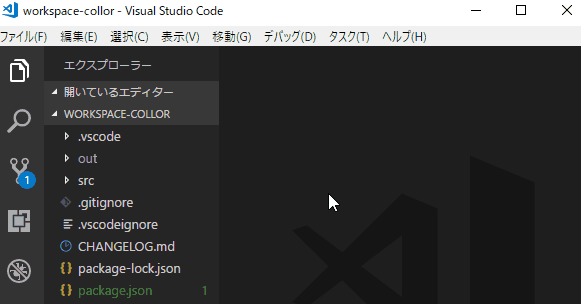 workspace-collor - Visual Studio Code
ファイル(F) 編集(E) 選択(C) 表示(V) 移動(G) デバッグ(D) タスク(T) ヘルプ(H)
エクスプローラー
開いているエディター
WORKSPACE-COLLOR
.vscode
out
src
.gitignore
.vscodeignore
1
CHANGELOG.md
package-lock.json
package.json 1